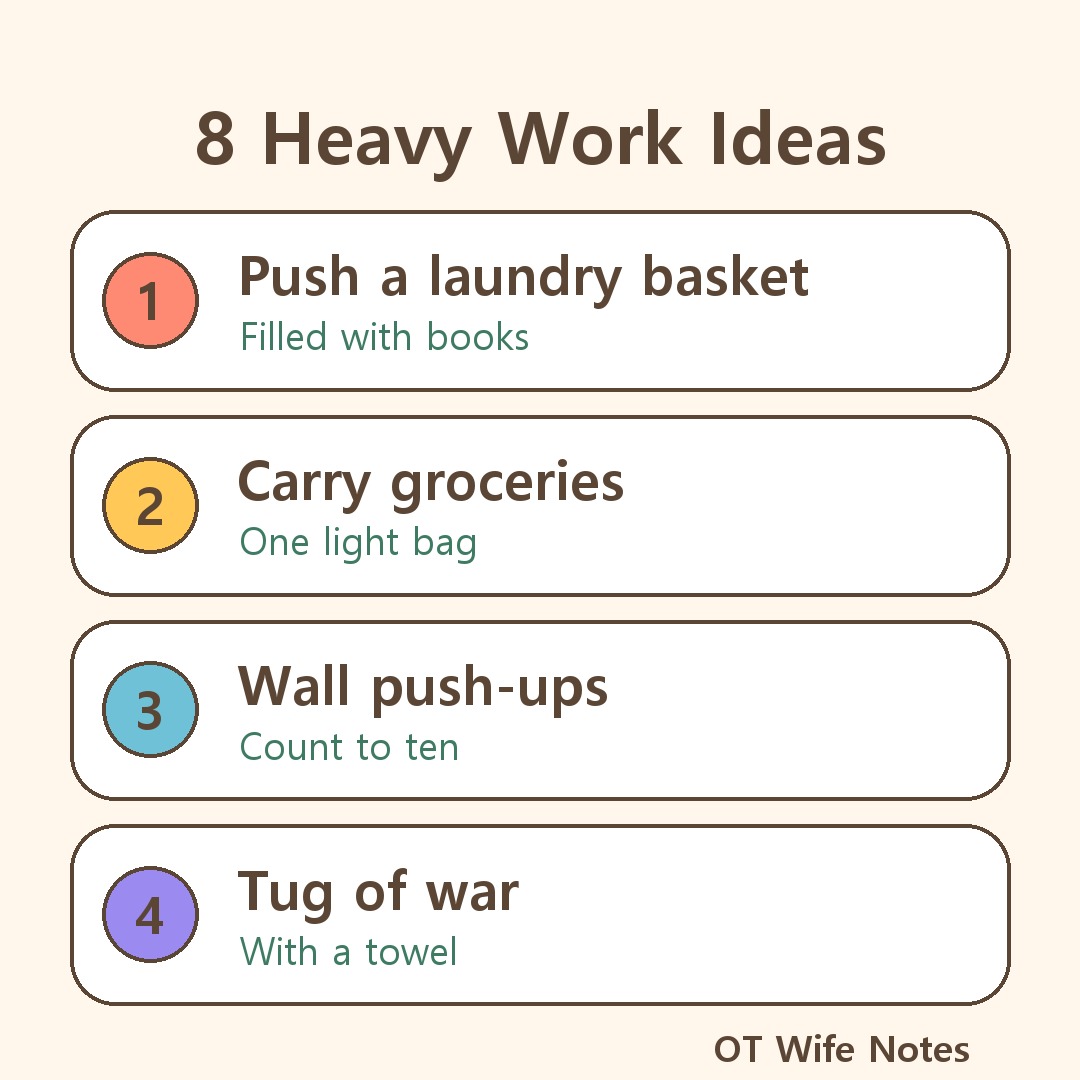 8 Heavy Work Ideas
1
Push a laundry basket
Filled with books
2
Carry groceries
One light bag
3
Wall push-ups
Count to ten
4
Tug of war
With a towel
OT Wife Notes